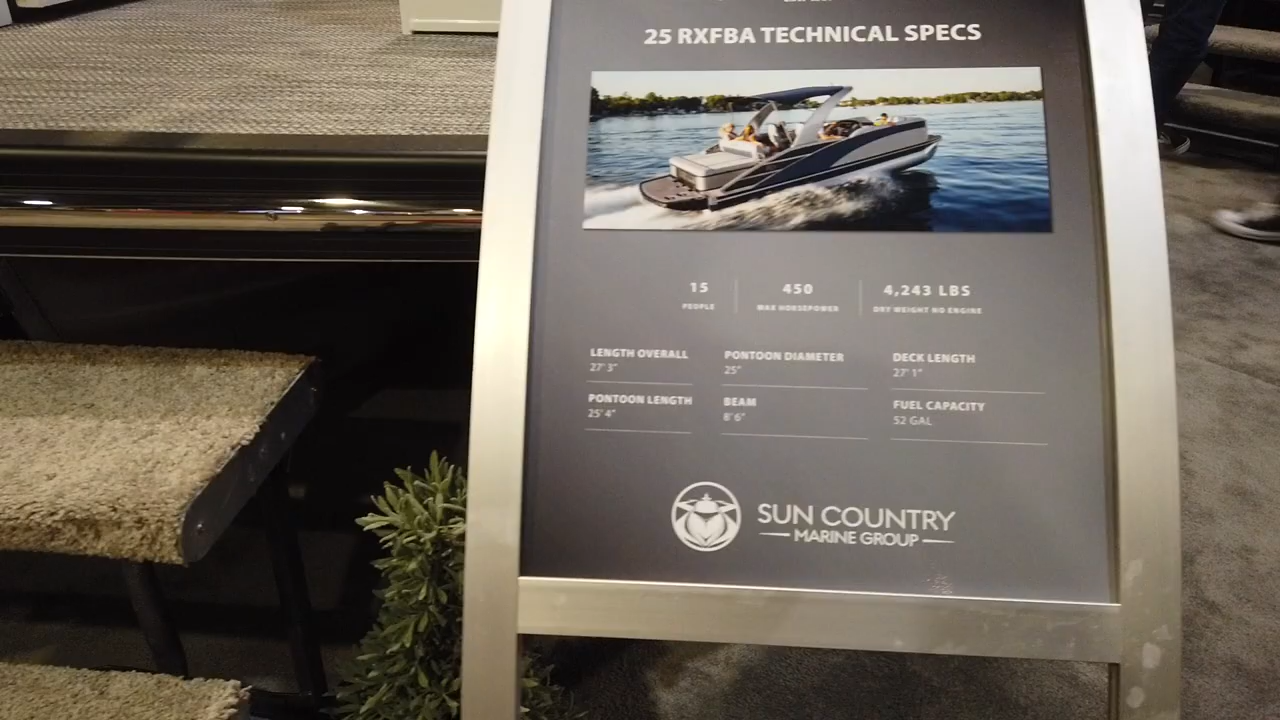 25 RXFBA TECHNICAL SPECS
15
PEOPLE
450
MAX HORSEPOWER
4,243 LBS
DRY WEIGHT NO ENGINE
LENGTH OVERALL
27' 3"
PONTOON DIAMETER
25"
DECK LENGTH
27' 1"
PONTOON LENGTH
25' 4"
BEAM
8' 6"
FUEL CAPACITY
52 GAL
SUN COUNTRY
MARINE GROUP